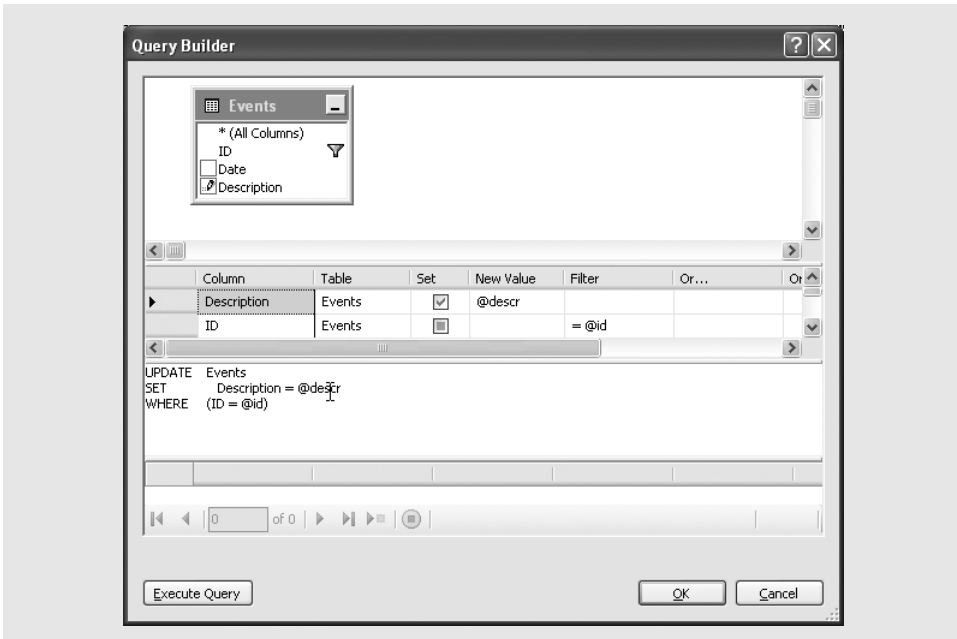 Query Builder
Events
* (All Columns)
ID
Date
Description
Column Table Set New Value Filter Or...
Description Events @descr
ID Events = @id
UPDATE Events
SET Description = @descr
WHERE (ID = @id)
0 of 0
Execute Query OK Cancel